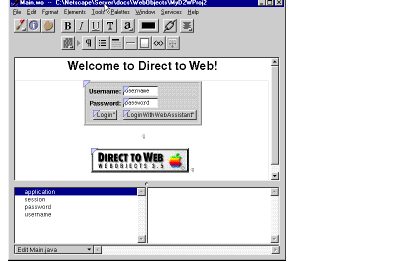 Main.wo -- C:\Netscape\Server\docs\WebObjects\MyD2WProj2
File Edit Format Elements Tools Palettes Window Services Help
B I U T a
Welcome to Direct to Web!
Username: username
Password: password
Login* LoginWithWebAssistant*
DIRECT TO WEB
WEBOBJECTS 3.5
application
session
password
username
Edit Main.java